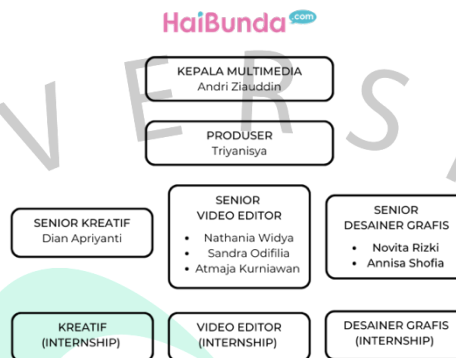 HaiBunda.com
KEPALA MULTIMEDIA
Andri Ziauddin
PRODUSER
Triyanisya
SENIOR KREATIF
Dian Apriyanti
SENIOR
VIDEO EDITOR
• Nathania Widya
• Sandra Odifilia
• Atmaja Kurniawan
SENIOR
DESAINER GRAFIS
• Novita Rizki
• Annisa Shofia
KREATIF
(INTERNSHIP)
VIDEO EDITOR
(INTERNSHIP)
DESAINER GRAFIS
(INTERNSHIP)
V E R S